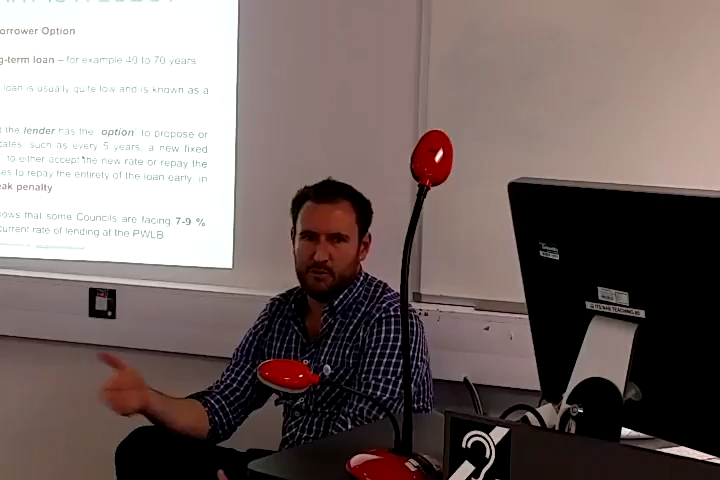 orrower Option
g-term loan – for example 40 to 70 years
loan is usually quite low and is known as a
the lender has the 'option' to propose or
ates, such as every 5 years, a new fixed
to either accept the new rate or repay the
es to repay the entirety of the loan early, in
eak penalty
ows that some Councils are facing 7-9 %
current rate of lending at the PWLB